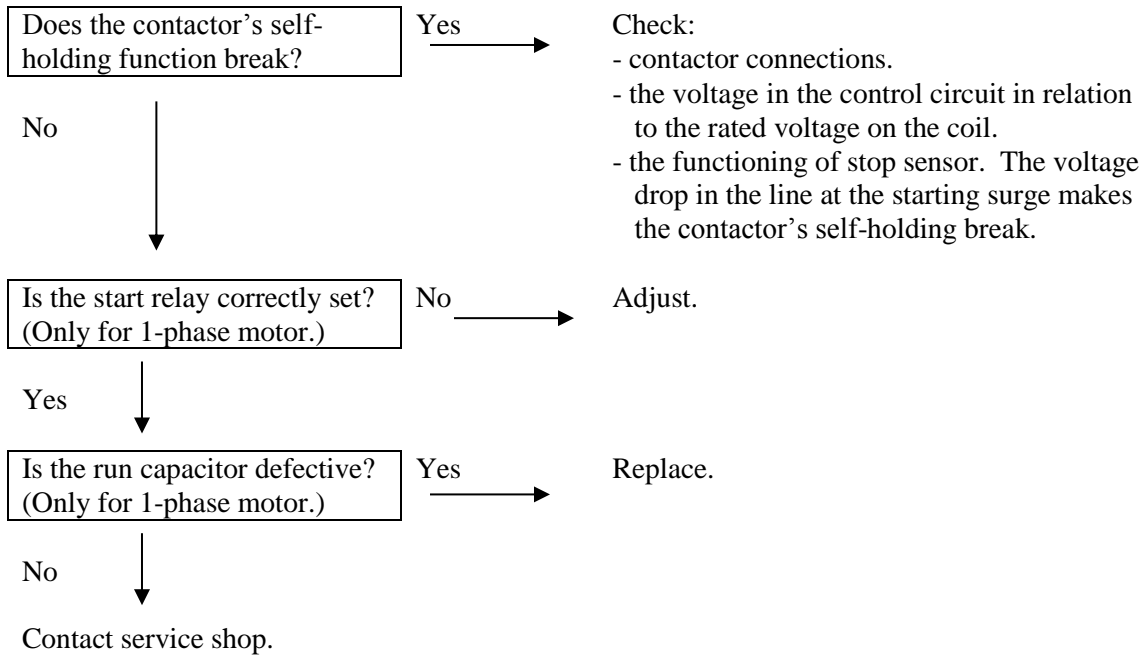 Does the contactor's self-
holding function break?
Yes
Check:
- contactor connections.
- the voltage in the control circuit in relation
to the rated voltage on the coil.
- the functioning of stop sensor. The voltage
drop in the line at the starting surge makes
the contactor's self-holding break.
No
Is the start relay correctly set?
(Only for 1-phase motor.)
No
Adjust.
Yes
Is the run capacitor defective?
(Only for 1-phase motor.)
Yes
Replace.
No
Contact service shop.